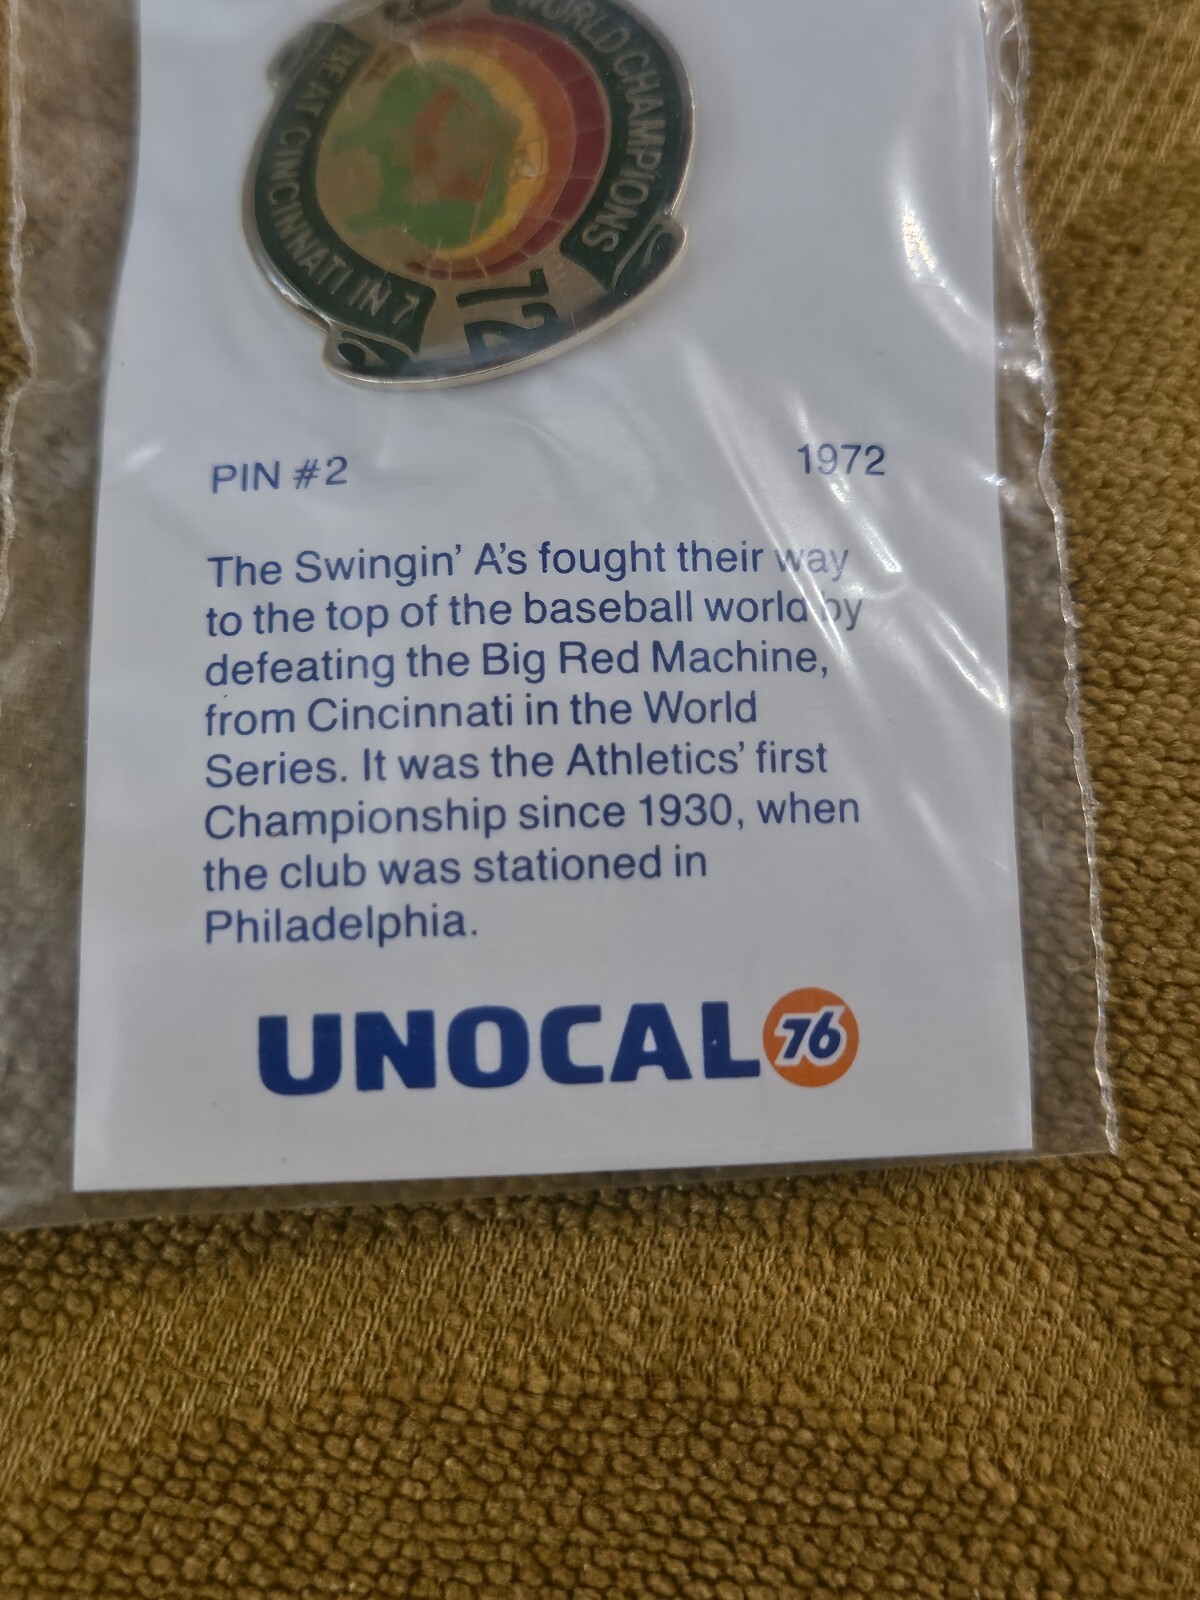 WORLD CHAMPIONS
BEAT CINCINNATI IN 7
72
PIN #2
1972
The Swingin' A's fought their way
to the top of the baseball world by
defeating the Big Red Machine,
from Cincinnati in the World
Series. It was the Athletics' first
Championship since 1930, when
the club was stationed in
Philadelphia.
UNOCAL 76